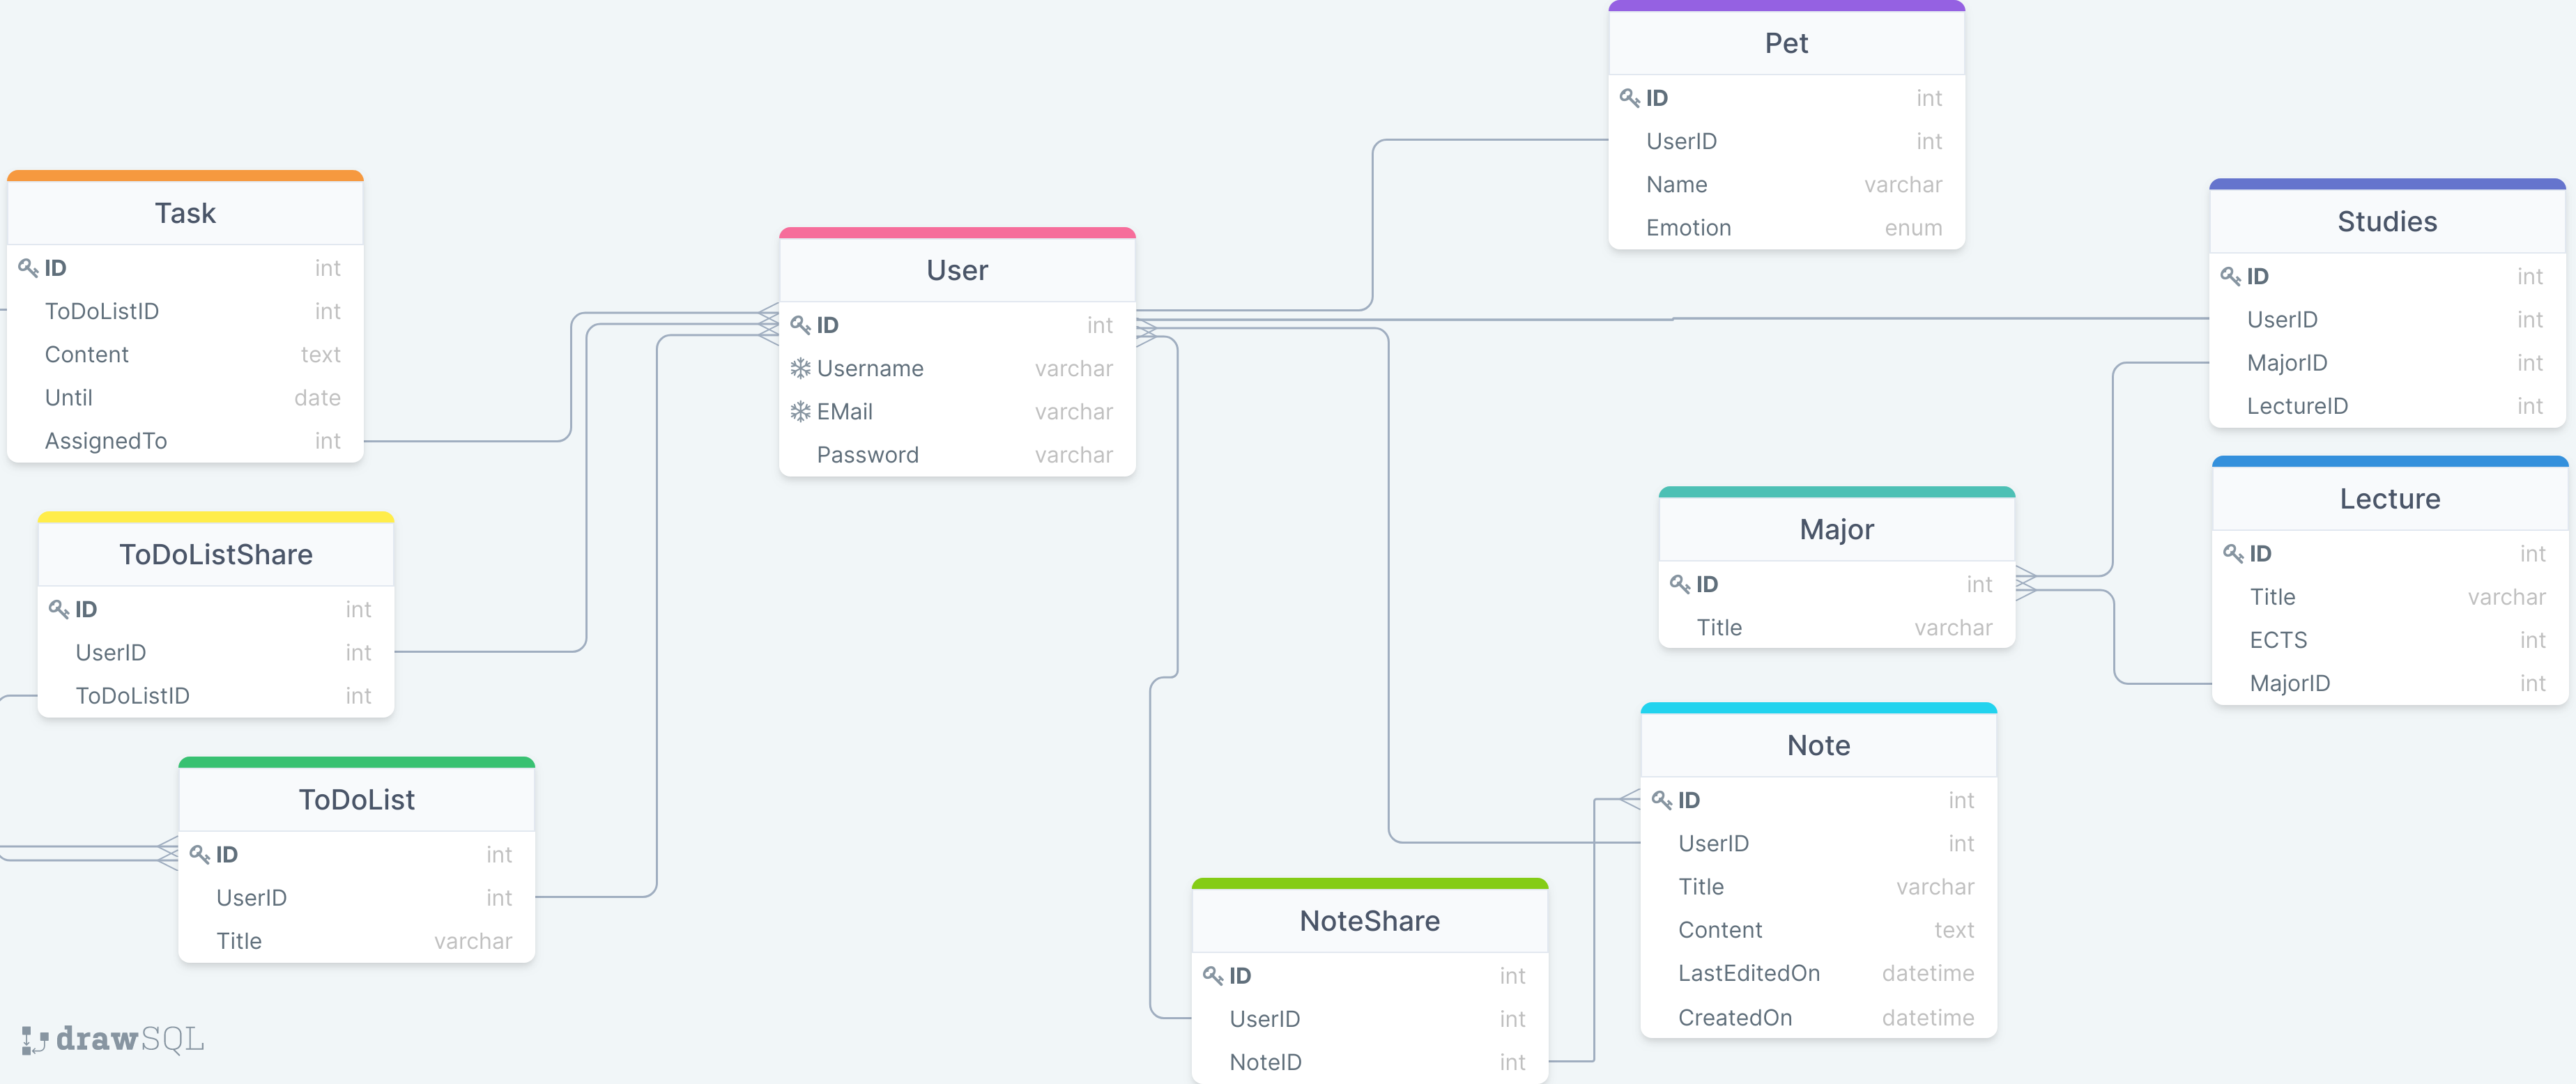 Pet
ID int
UserID int
Name varchar
Emotion enum
Task
ID int
ToDoListID int
Content text
Until date
AssignedTo int
User
ID int
Username varchar
EMail varchar
Password varchar
Studies
ID int
UserID int
MajorID int
LectureID int
ToDoListShare
ID int
UserID int
ToDoListID int
Major
ID int
Title varchar
Lecture
ID int
Title varchar
ECTS int
MajorID int
ToDoList
ID int
UserID int
Title varchar
Note
ID int
UserID int
Title varchar
Content text
LastEditedOn datetime
CreatedOn datetime
NoteShare
ID int
UserID int
NoteID int
drawSQL